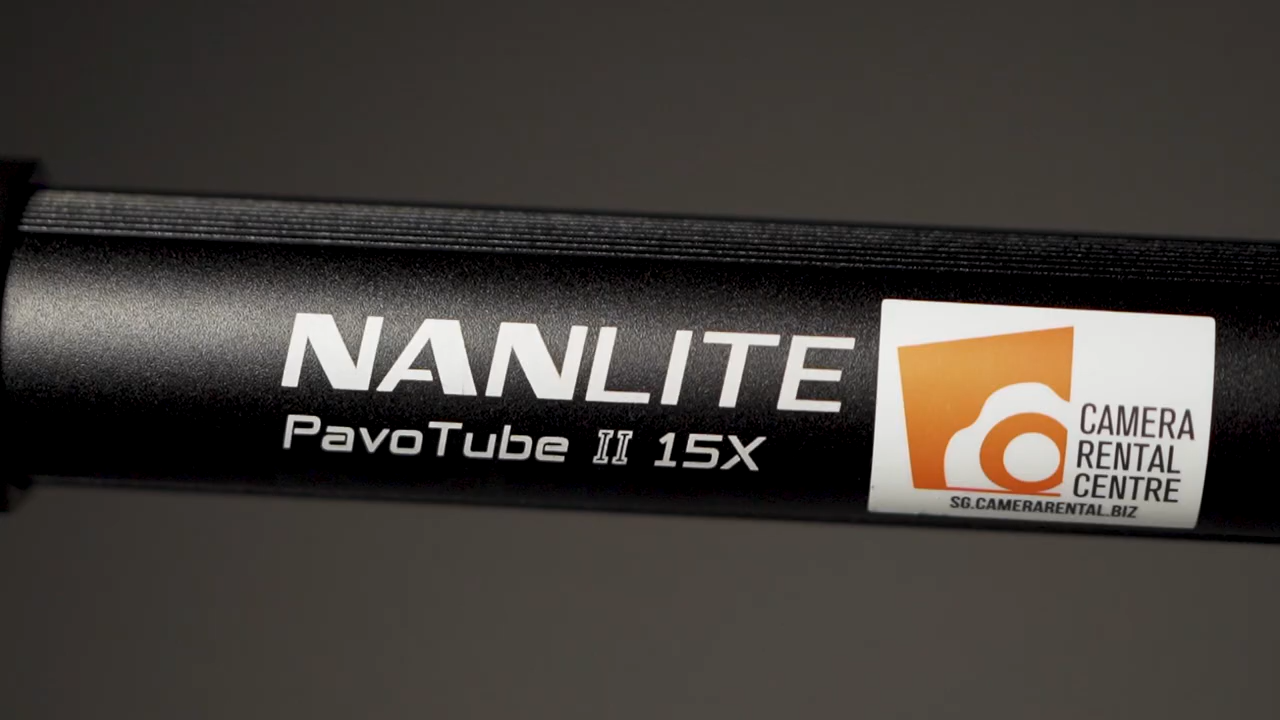 NANLITE
PavoTube II 15X
CAMERA
RENTAL
CENTRE
SG.CAMERARENTAL.BIZ